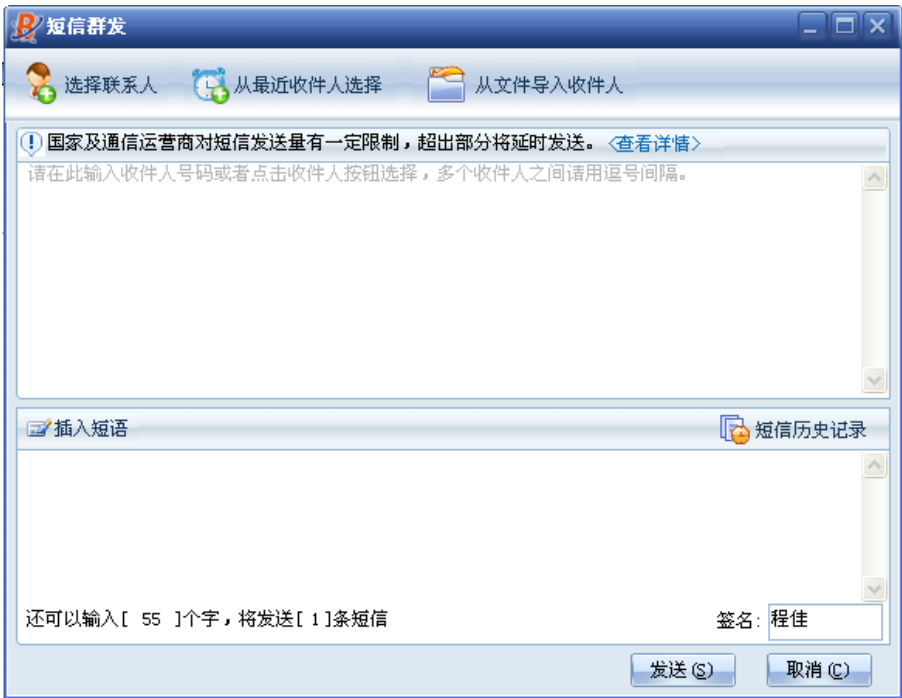 短信群发
选择联系人 从最近收件人选择 从文件导入收件人
国家及通信运营商对短信发送量有一定限制，超出部分将延时发送。<查看详情>
请在此输入收件人号码或者点击收件人按钮选择，多个收件人之间请用逗号间隔。
插入短语 短信历史记录
还可以输入[ 55 ]个字，将发送[ 1]条短信 签名: 程佳
发送(S) 取消(C)